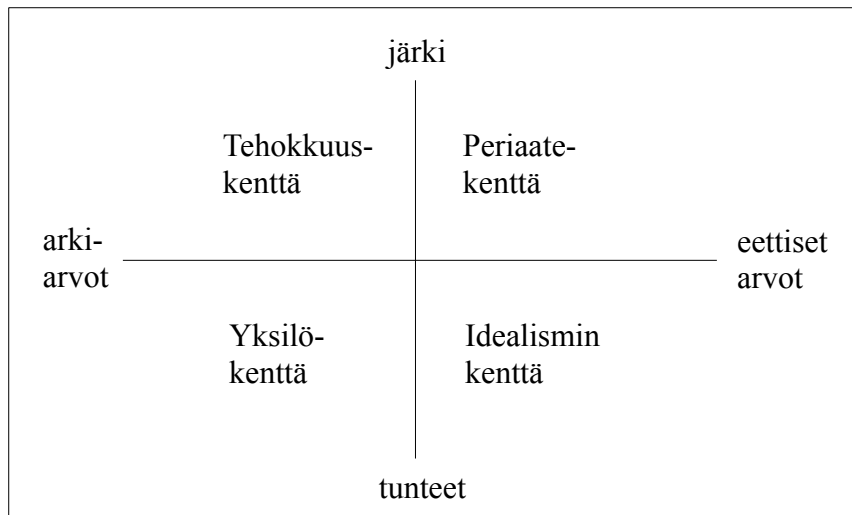 järki
Tehokkuus-
kenttä
Periaate-
kenttä
arki-
arvot
eettiset
arvot
Yksilö-
kenttä
Idealismin
kenttä
tunteet